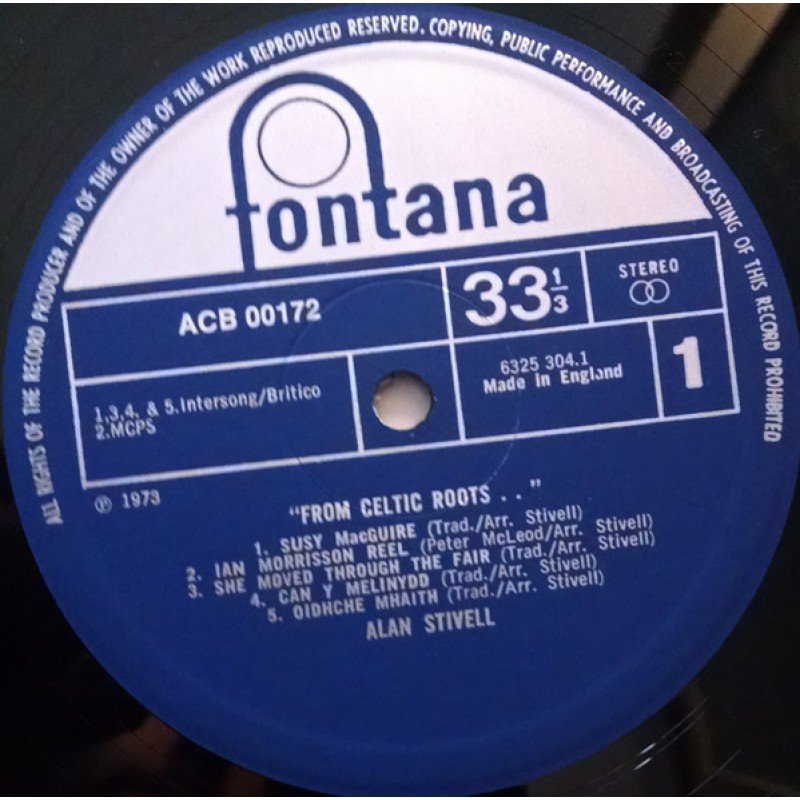 ALL RIGHTS OF THE RECORD PRODUCER AND OF THE OWNER OF THE WORK REPRODUCED RESERVED. COPYING, PUBLIC PERFORMANCE AND BROADCASTING OF THIS RECORD PROHIBITED
fontana
ACB 00172
33 1/3
STEREO
1,3,4, & 5.Intersong/Britico
2.MCPS
6325 304.1
Made in England
1
Ⓟ 1973
"FROM CELTIC ROOTS . . "
1. SUSY MacGUIRE (Trad./Arr. Stivell)
2. IAN MORRISSON REEL (Peter McLeod/Arr. Stivell)
3. SHE MOVED THROUGH THE FAIR (Trad./Arr. Stivell)
4. CAN Y MELINYDD (Trad./Arr. Stivell)
5. OIDHCHE MHAITH (Trad./Arr. Stivell)
ALAN STIVELL